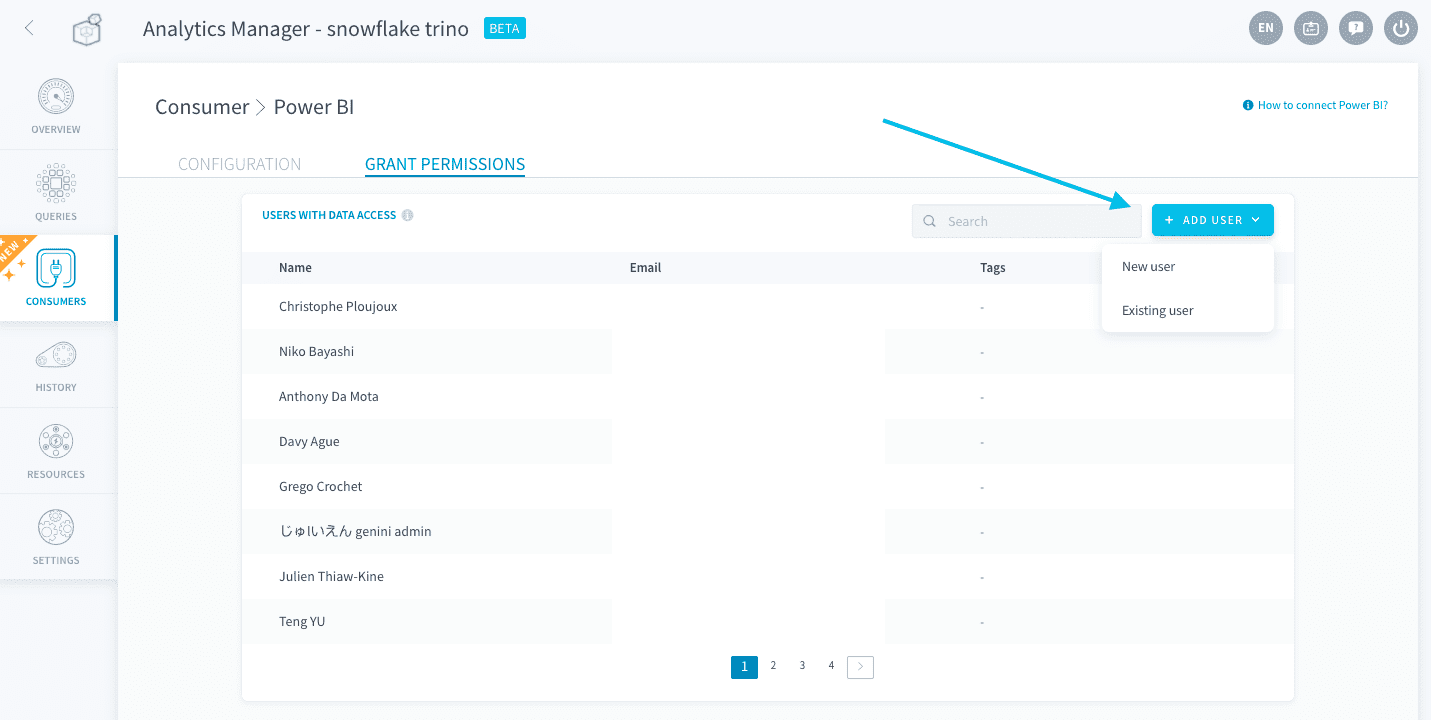 Analytics Manager - snowflake trino BETA
EN
OVERVIEW
QUERIES
NEW
CONSUMERS
HISTORY
RESOURCES
SETTINGS
Consumer > Power BI
How to connect Power BI?
CONFIGURATION GRANT PERMISSIONS
USERS WITH DATA ACCESS
Search
+ ADD USER
New user
Existing user
Name Email Tags
Christophe Ploujoux -
Niko Bayashi -
Anthony Da Mota -
Davy Ague -
Grego Crochet -
じゅlいえん genini admin -
Julien Thiaw-Kine -
Teng YU -
1 2 3 4 >